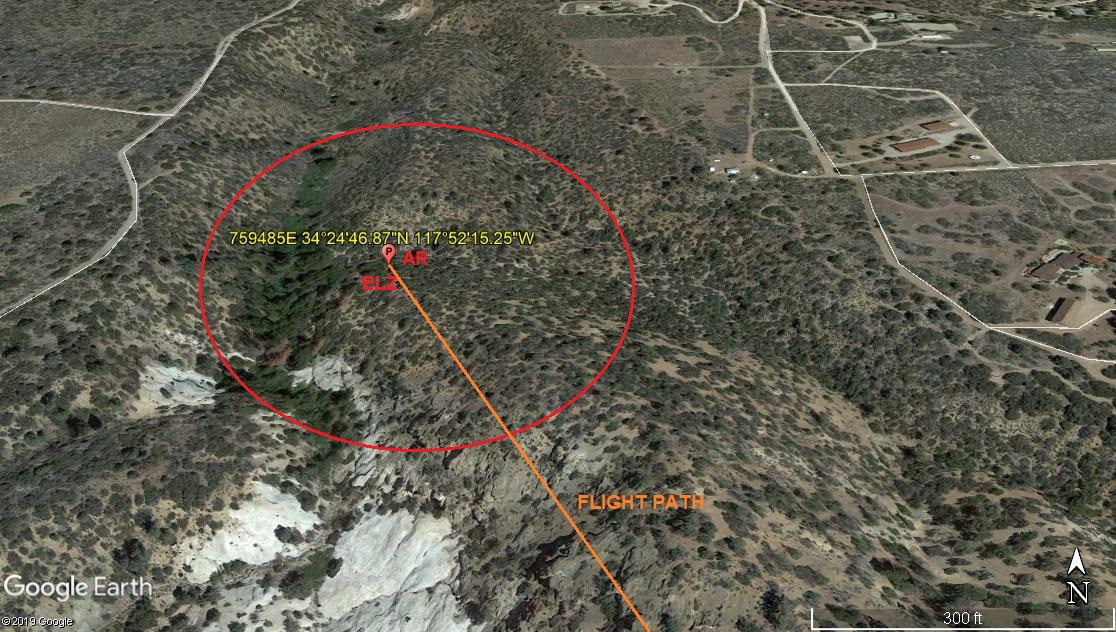 759485E 34°24'46.87"N 117°52'15.25"W
P
AR
ELZ
FLIGHT PATH
N
Google Earth
300 ft
©2019 Google